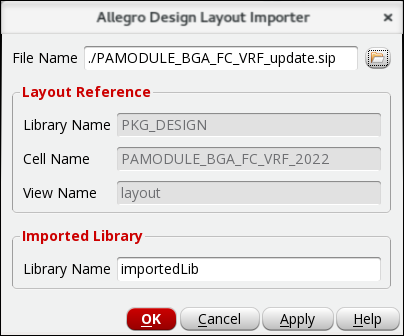 Allegro Design Layout Importer
File Name ./PAMODULE_BGA_FC_VRF_update.sip
Layout Reference
Library Name PKG_DESIGN
Cell Name PAMODULE_BGA_FC_VRF_2022
View Name layout
Imported Library
Library Name importedLib
OK Cancel Apply Help